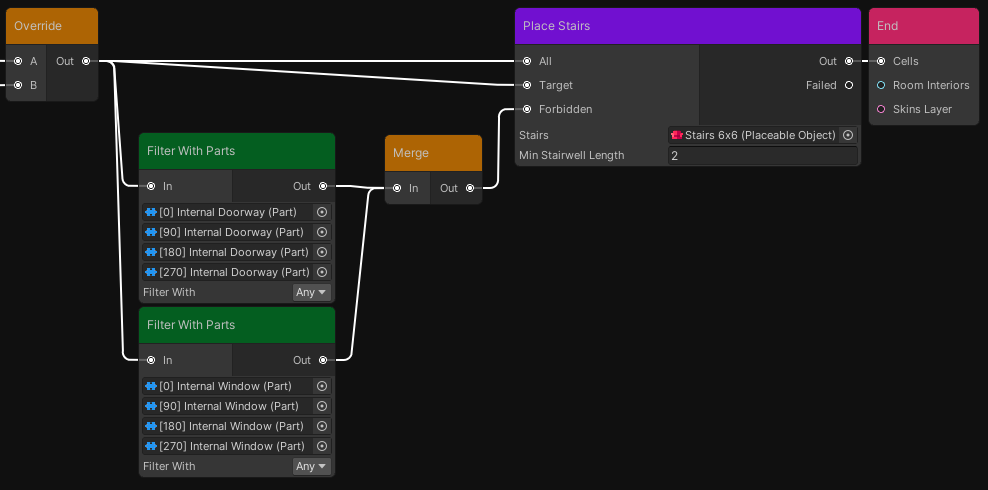 Override
A Out
B
Place Stairs
All Out
Target Failed
Forbidden
Stairs Stairs 6x6 (Placeable Object)
Min Stairwell Length 2
End
Cells
Room Interiors
Skins Layer
Filter With Parts
In Out
[0] Internal Doorway (Part)
[90] Internal Doorway (Part)
[180] Internal Doorway (Part)
[270] Internal Doorway (Part)
Filter With Any
Merge
In Out
Filter With Parts
In Out
[0] Internal Window (Part)
[90] Internal Window (Part)
[180] Internal Window (Part)
[270] Internal Window (Part)
Filter With Any